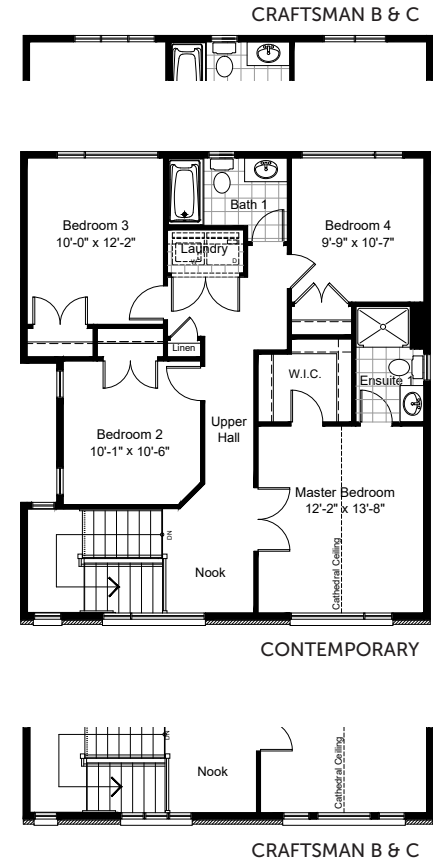 CRAFTSMAN B & C
Bedroom 3
10'-0" x 12'-2"
Bath 1
Bedroom 4
9'-9" x 10'-7"
Laundry
W
D
Linen
W.I.C.
Ensuite 1
Bedroom 2
10'-1" x 10'-6"
Upper
Hall
Master Bedroom
12'-2" x 13'-8"
DN
Nook
Cathedral Ceiling
CONTEMPORARY
DN
Nook
Cathedral Ceiling
CRAFTSMAN B & C